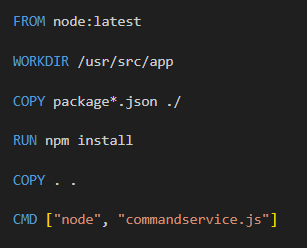 FROM node:latest
WORKDIR /usr/src/app
COPY package*.json ./
RUN npm install
COPY . .
CMD ["node", "commandservice.js"]